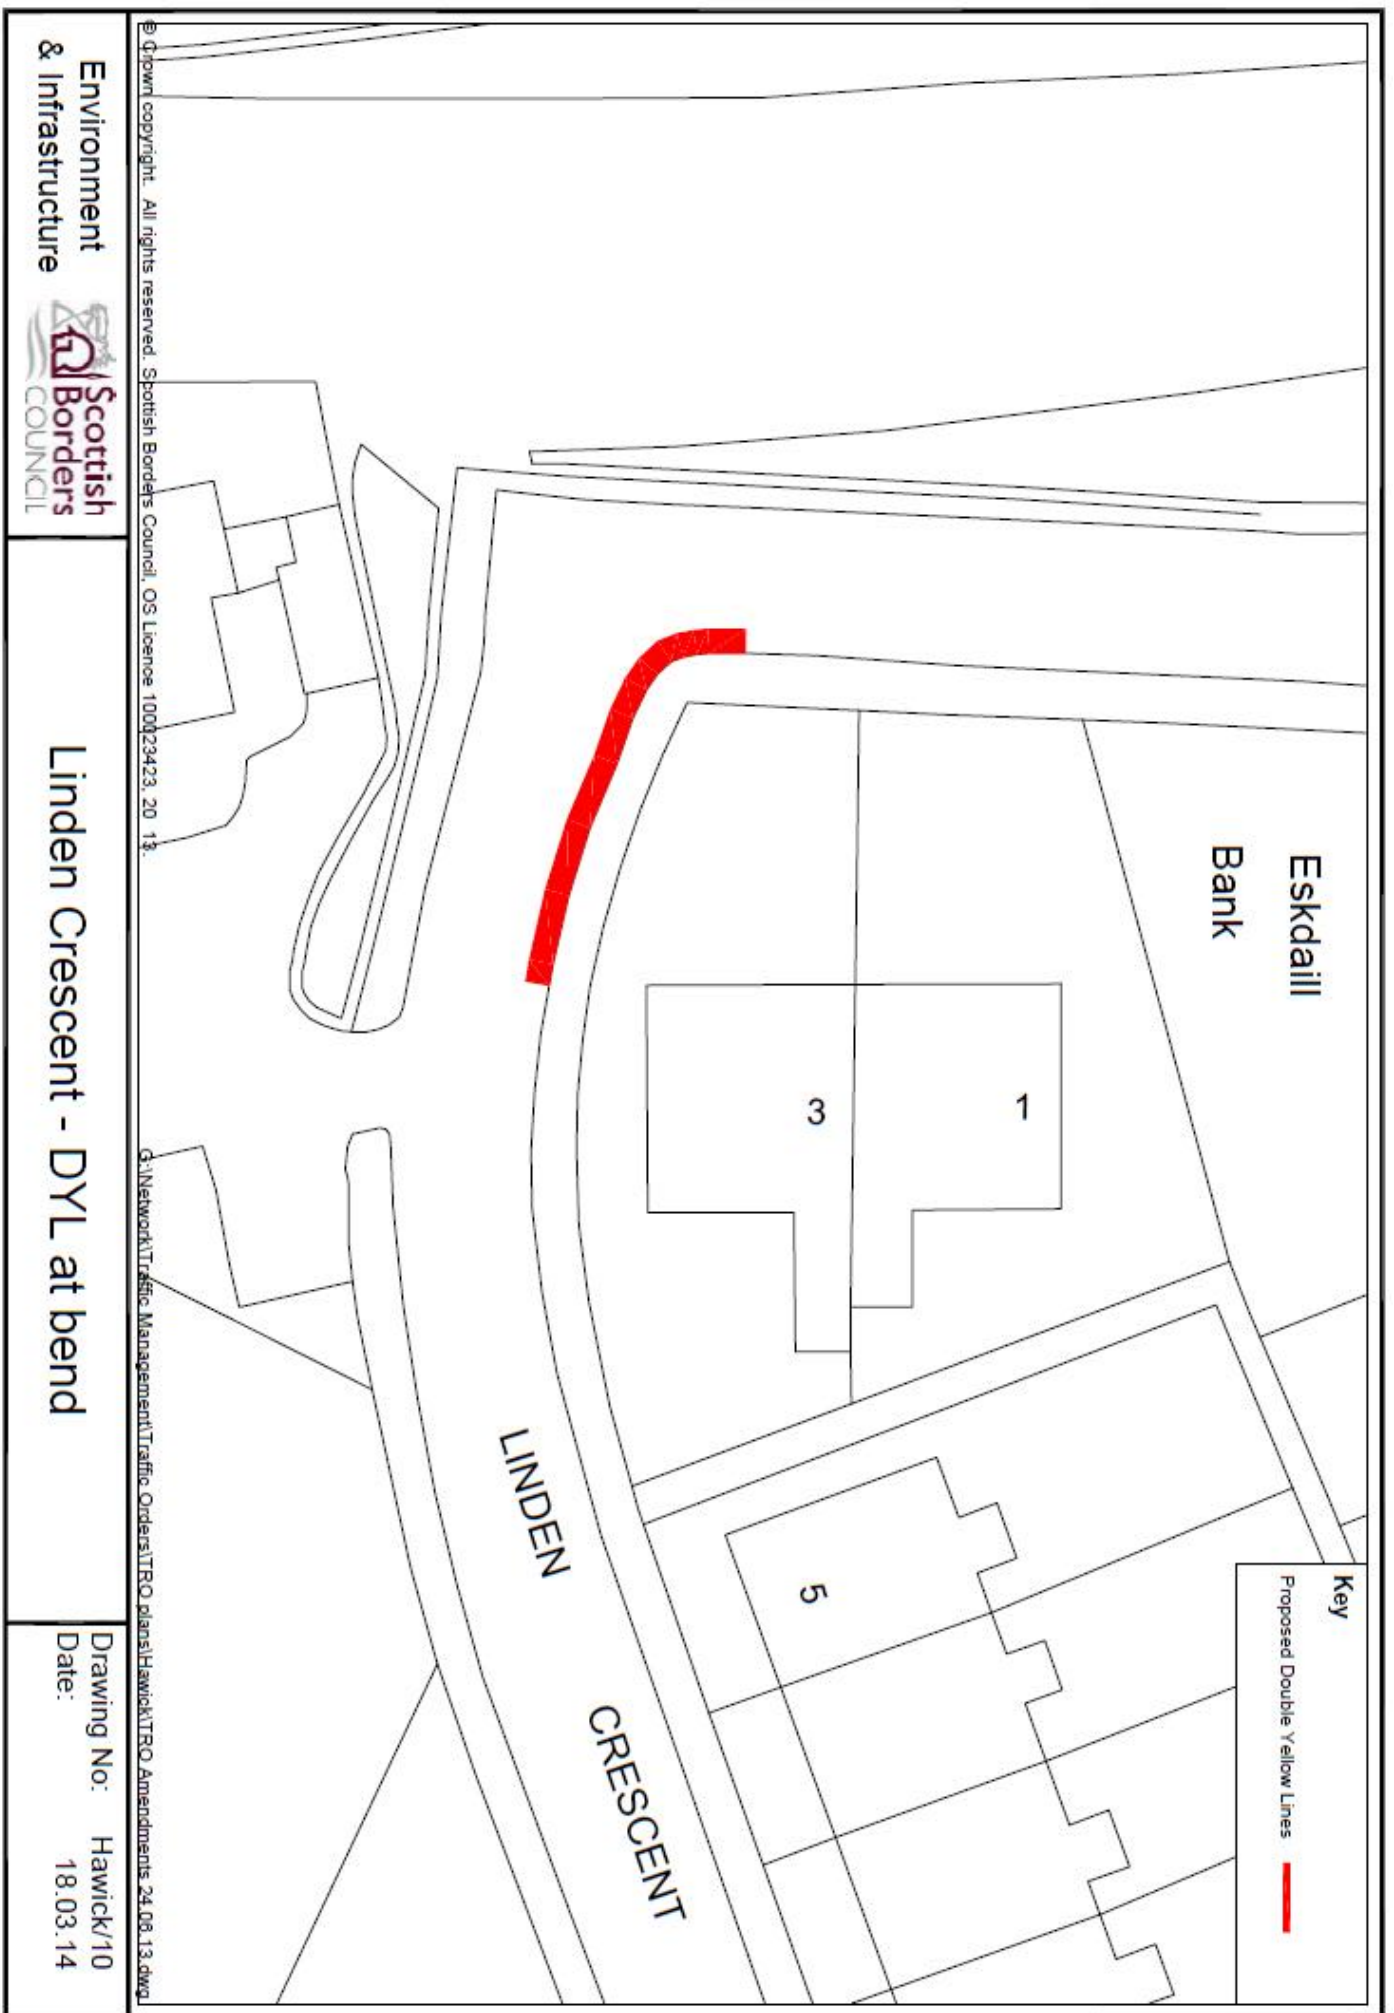 Eskdaill
Bank
1
3
5
LINDEN
CRESCENT
Key
Proposed Double Yellow Lines
© Crown copyright. All rights reserved. Scottish Borders Council, OS Licence 100023423, 20 13.
G:\Network\Traffic Management\Traffic Orders\TRO plans\Hawick\TRO Amendments 24.06.13.dwg
Environment
& Infrastructure
Scottish
Borders
COUNCIL
Linden Crescent - DYL at bend
Drawing No: Hawick/10
Date: 18.03.14